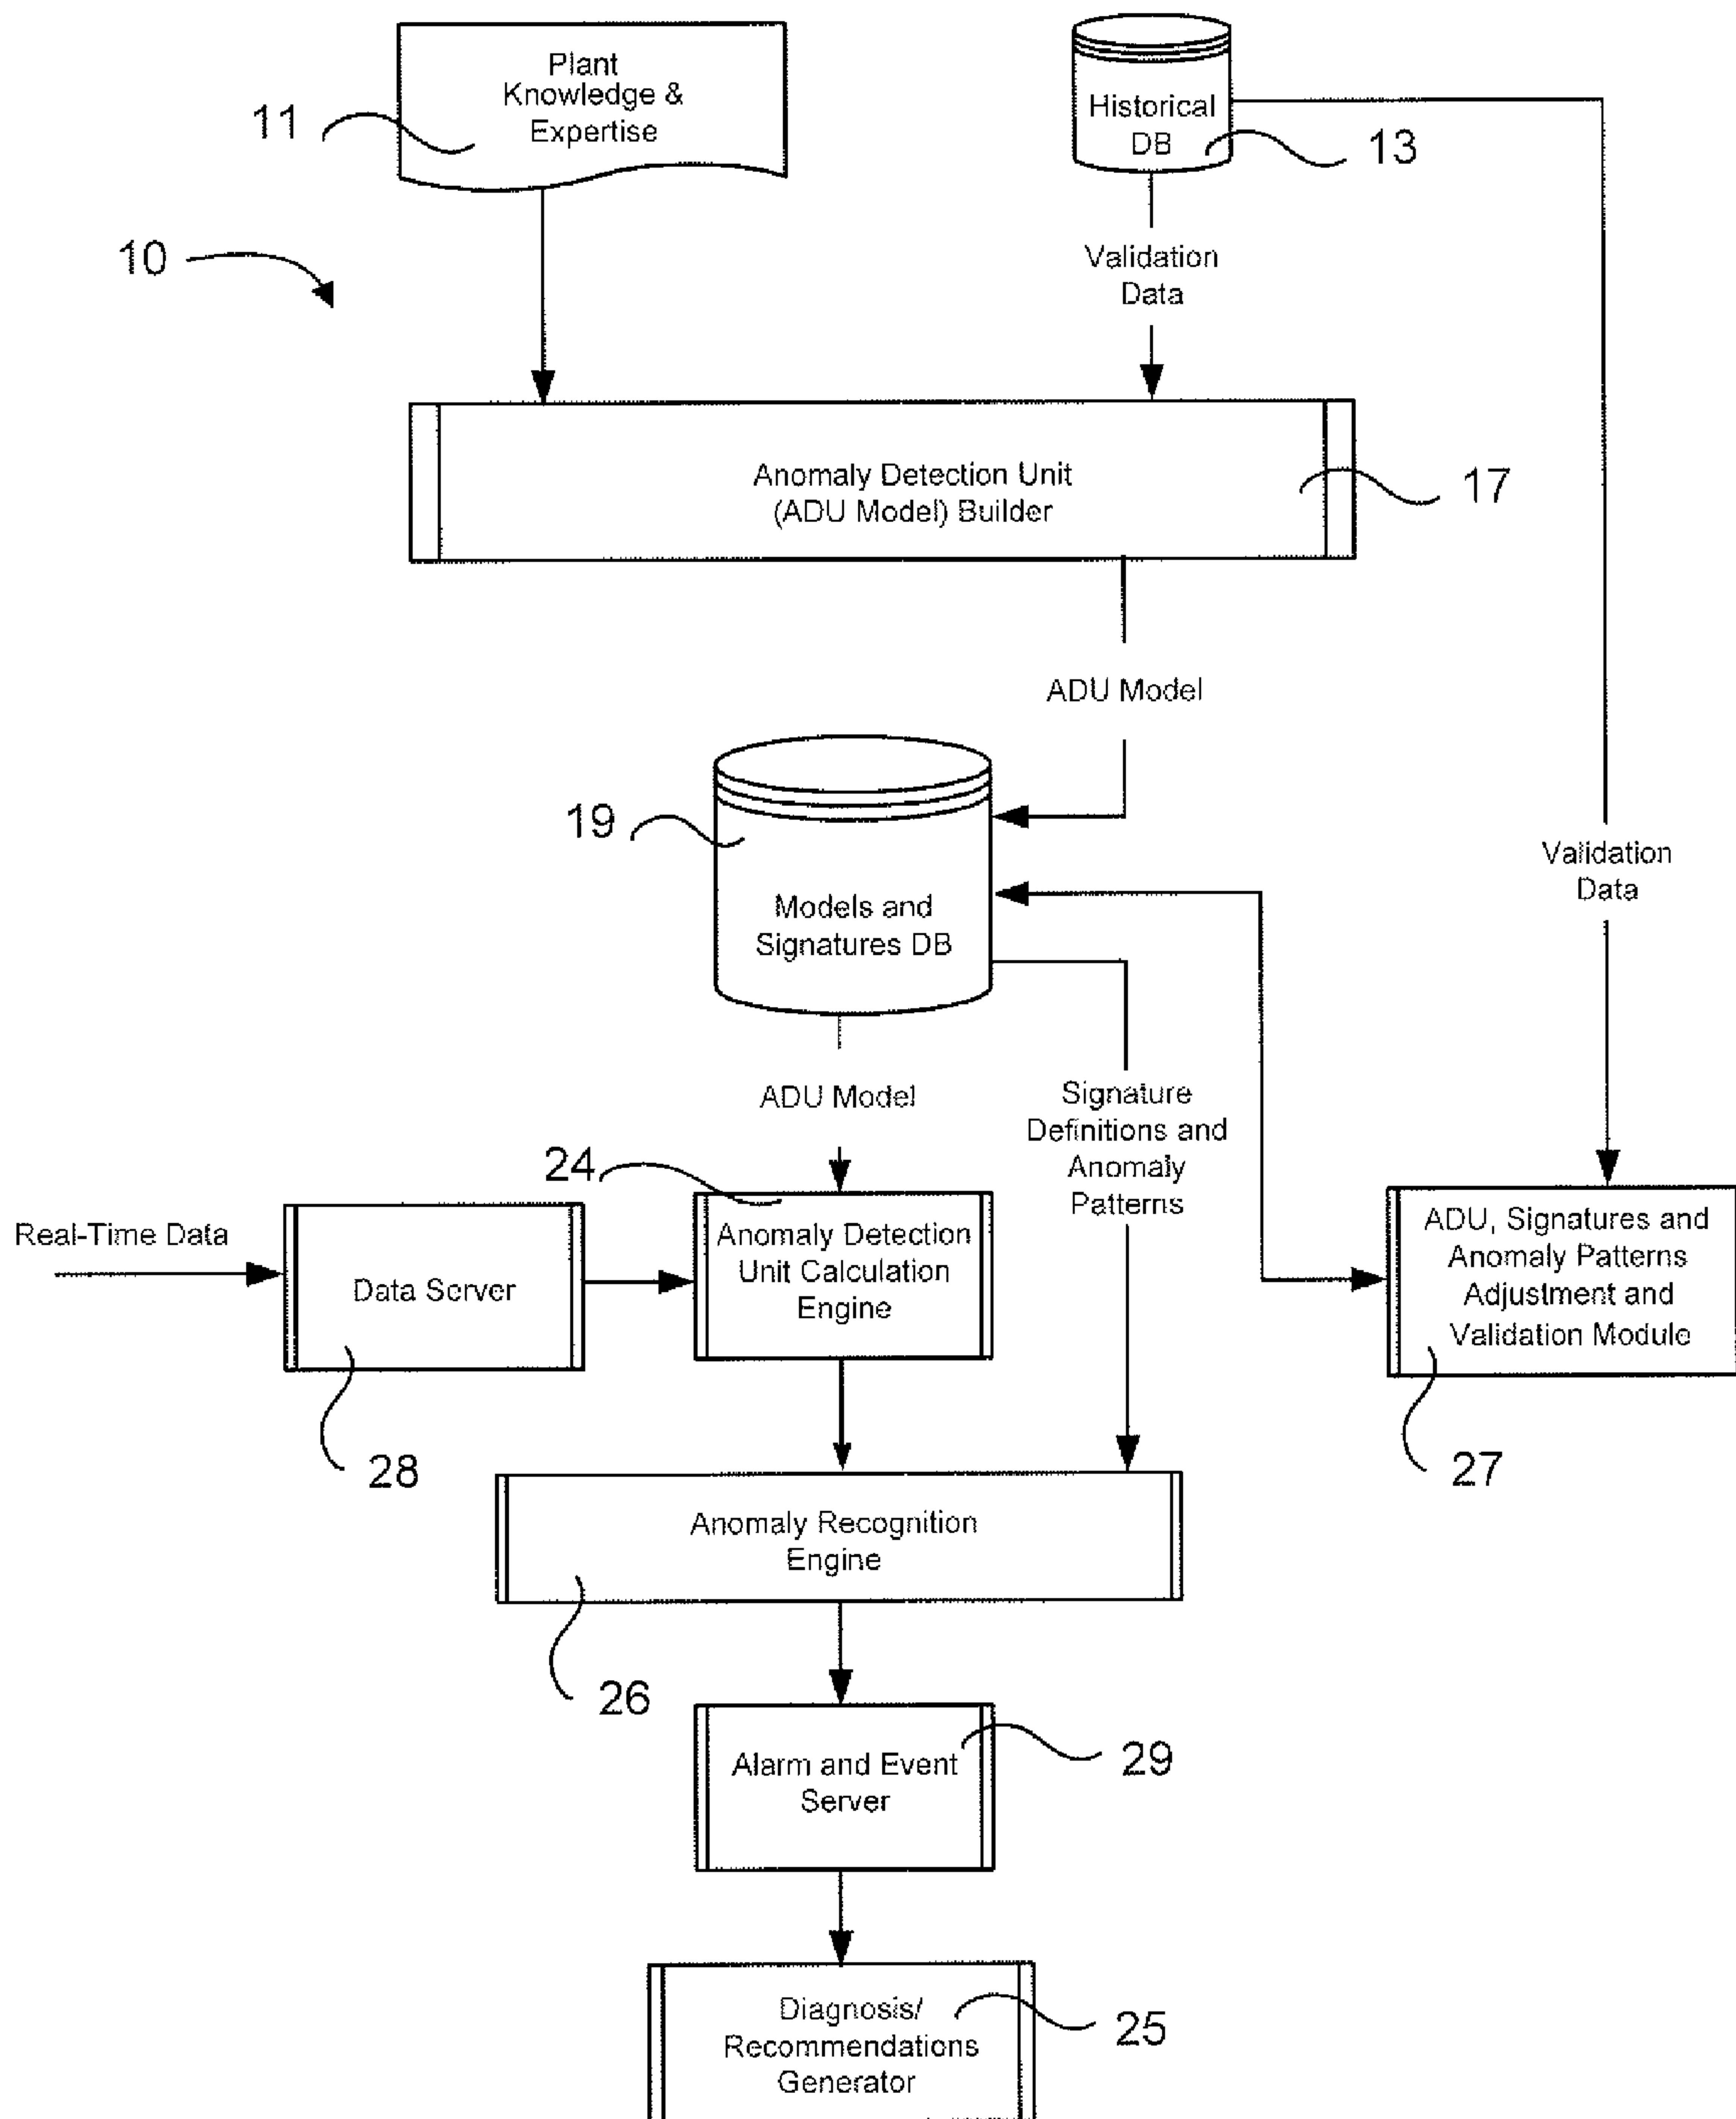 Plant
Knowledge &
Expertise
11
Historical
DB
13
10
Validation
Data
Anomaly Detection Unit
(ADU Model) Builder
17
ADU Model
19
Models and
Signatures DB
Validation
Data
ADU Model
Signature
Definitions and
Anomaly
Patterns
24
Real-Time Data
Data Server
28
Anomaly Detection
Unit Calculation
Engine
ADU, Signatures and
Anomaly Patterns
Adjustment and
Validation Module
27
Anomaly Recognition
Engine
26
Alarm and Event
Server
29
Diagnosis/
Recommendations
Generator
25